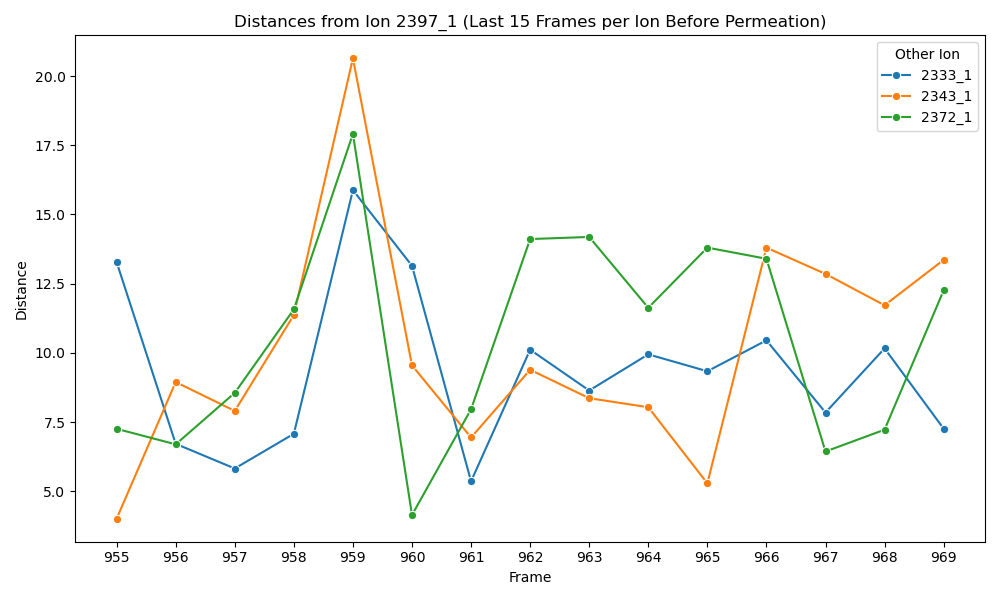 Distances from Ion 2397_1 (Last 15 Frames per Ion Before Permeation)
Other Ion
2333_1
2343_1
2372_1
Distance
20.0
17.5
15.0
12.5
10.0
7.5
5.0
955 956 957 958 959 960 961 962 963 964 965 966 967 968 969
Frame